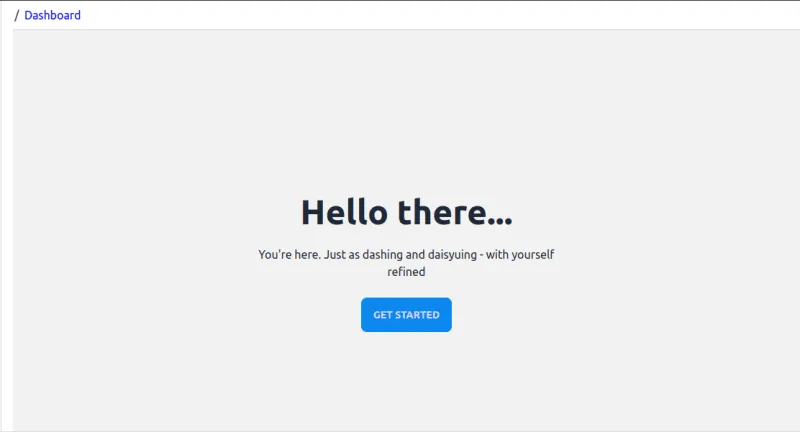 / Dashboard
Hello there...
You're here. Just as dashing and daisyuing - with yourself
refined
GET STARTED